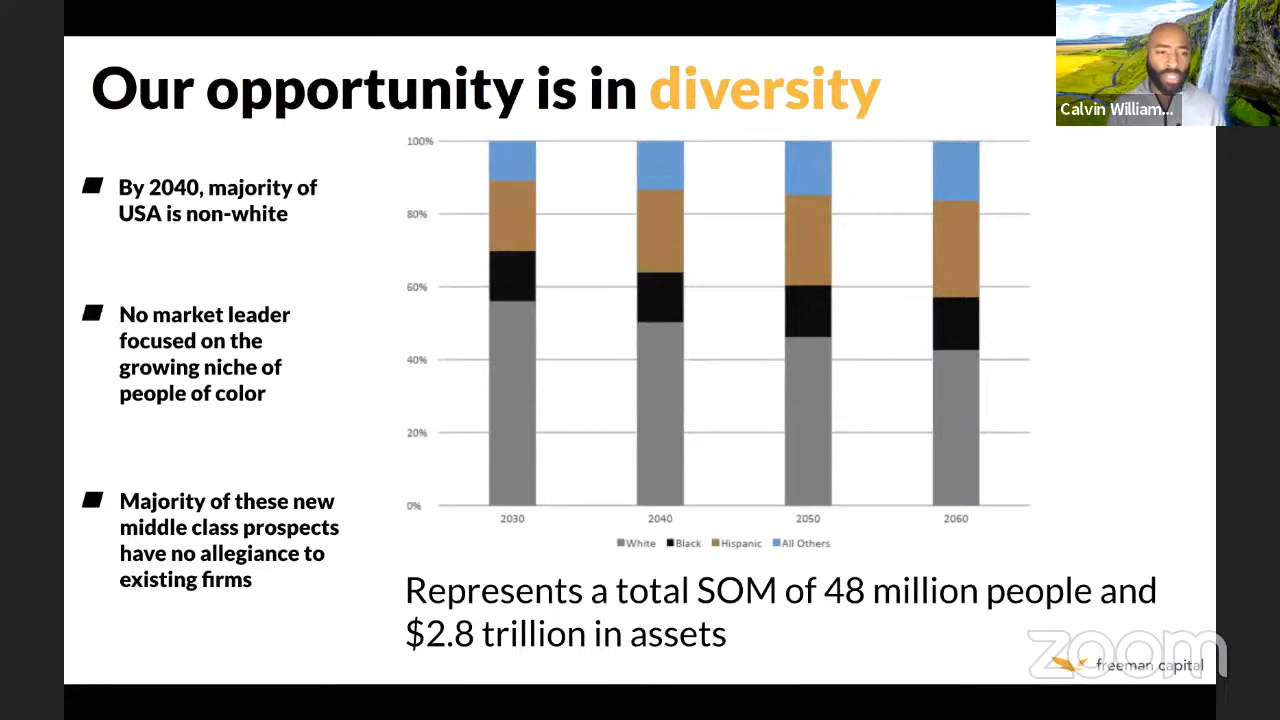 Our opportunity is in diversity
Calvin William...
By 2040, majority of
USA is non-white
No market leader
focused on the
growing niche of
people of color
Majority of these new
middle class prospects
have no allegiance to
existing firms
100%
80%
60%
40%
20%
0%
2030 2040 2050 2060
White Black Hispanic All Others
Represents a total SOM of 48 million people and
$2.8 trillion in assets
zoom
freeman capital